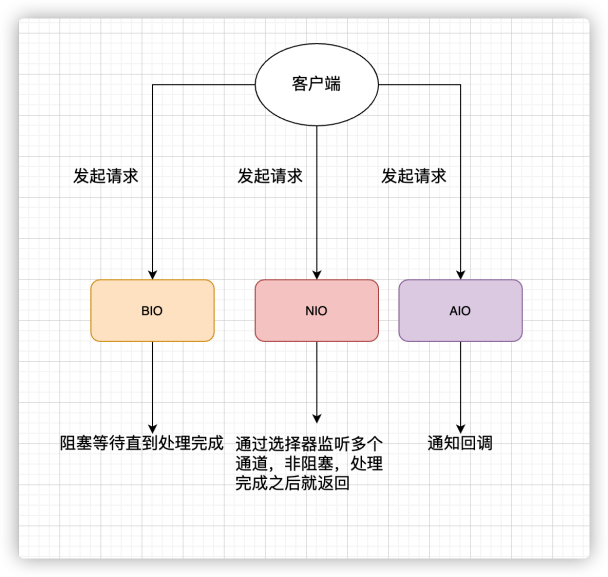 客户端
发起请求
发起请求
发起请求
BIO
NIO
AIO
阻塞等待直到处理完成
通过选择器监听多个
通道，非阻塞，处理
完成之后就返回
通知回调